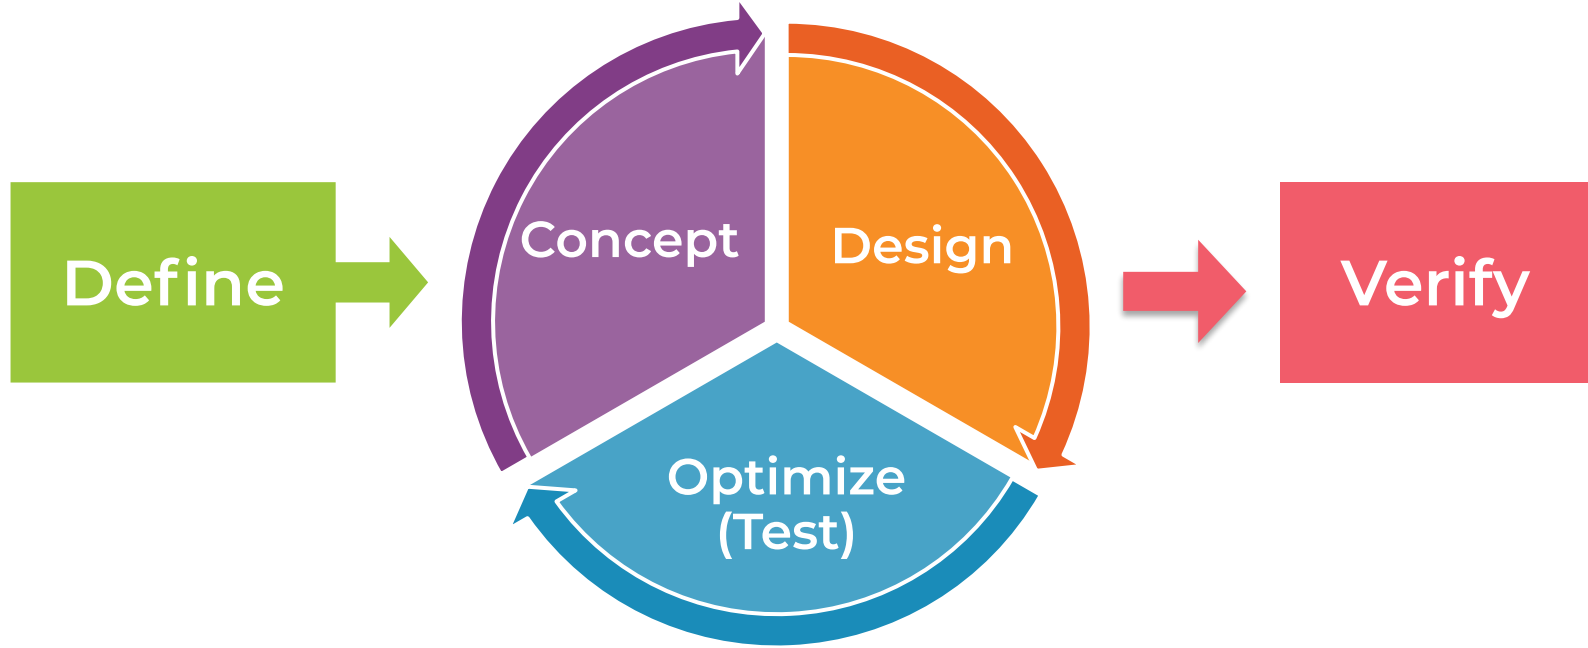 Define
Concept
Design
Optimize
(Test)
Verify